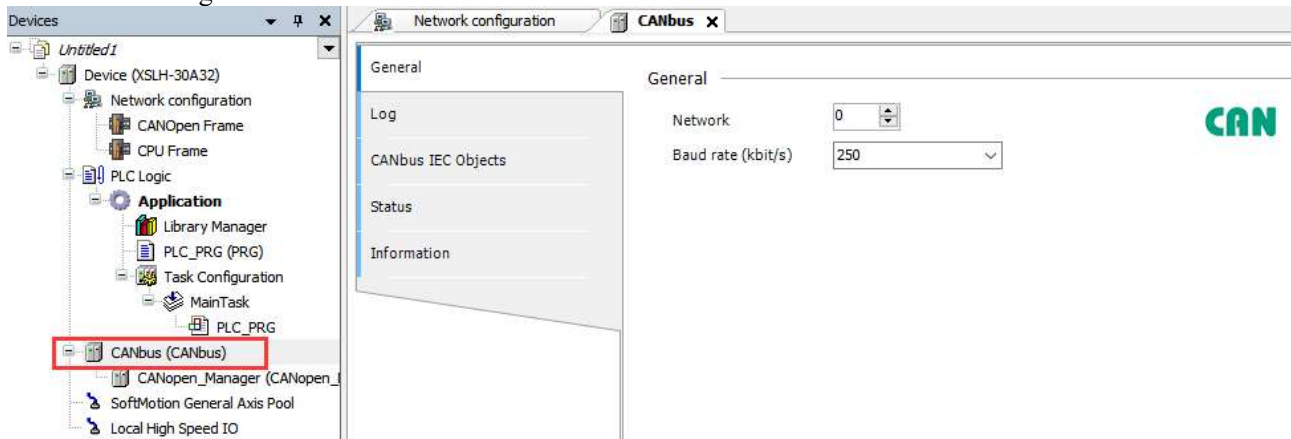 Devices
Untitled1
Device (XSLH-30A32)
Network configuration
CANOpen Frame
CPU Frame
PLC Logic
Application
Library Manager
PLC_PRG (PRG)
Task Configuration
MainTask
PLC_PRG
CANbus (CANbus)
CANopen_Manager (CANopen_
SoftMotion General Axis Pool
Local High Speed IO
Network configuration
CANbus X
General
Log
CANbus IEC Objects
Status
Information
General
Network 0
Baud rate (kbit/s) 250
CAN